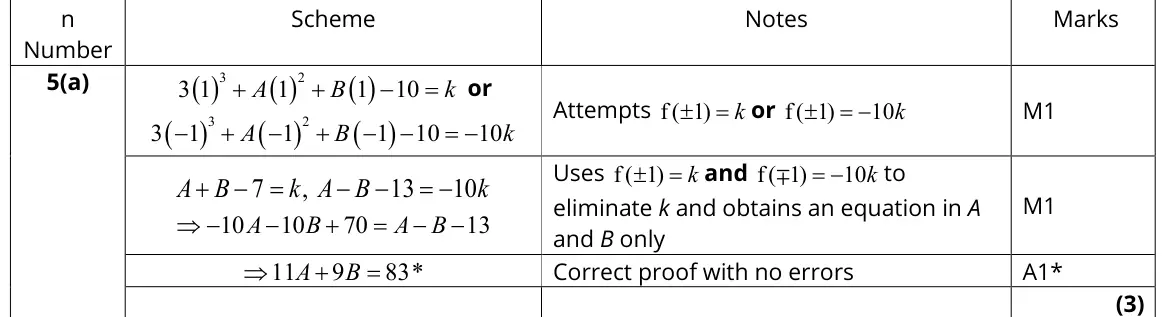 n Number Scheme Notes Marks
5(a)
3(1)³ + A(1)² + B(1) − 10 = k or
3(−1)³ + A(−1)² + B(−1) − 10 = −10k
Attempts f(±1) = k or f(±1) = −10k
M1
A + B − 7 = k, A − B − 13 = −10k
⇒ −10A − 10B + 70 = A − B − 13
Uses f(±1) = k and f(∓1) = −10k to
eliminate k and obtains an equation in A
and B only
M1
⇒ 11A + 9B = 83*
Correct proof with no errors
A1*
(3)